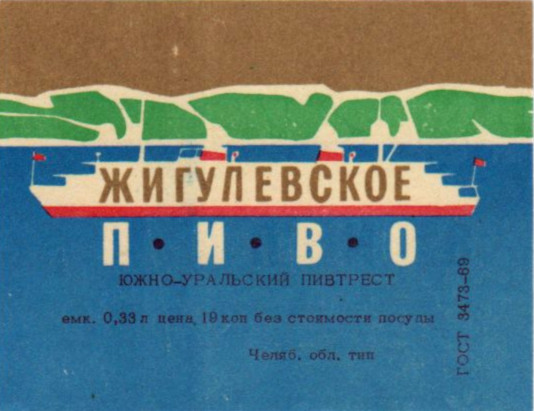 ЖИГУЛЕВСКОЕ
П·И·В·О
ЮЖНО-УРАЛЬСКИЙ ПИВТРЕСТ
емк. 0,33 л цена 19 коп без стоимости посуды
Челяб. обл. тип
ГОСТ 3473-69